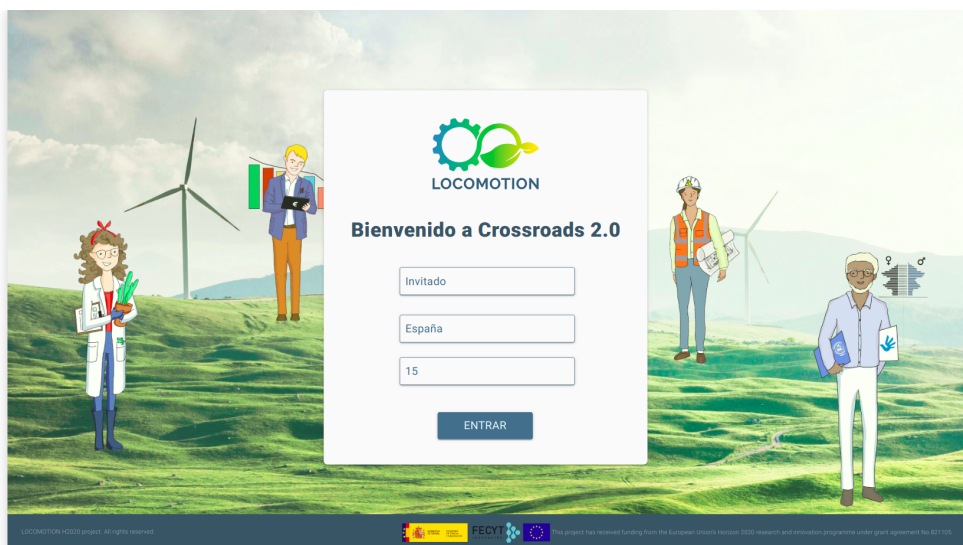 LOCOMOTION
Bienvenido a Crossroads 2.0
Invitado
España
15
ENTRAR
LOCOMOTION H2020 project. All rights reserved.
FECYT
This project has received funding from the European Union's Horizon 2020 research and innovation programme under grant agreement No 821105.